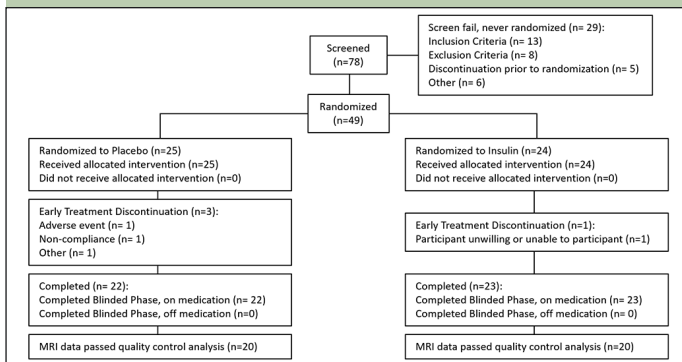 Screened
(n=78)
Screen fail, never randomized (n= 29):
Inclusion Criteria (n= 13)
Exclusion Criteria (n= 8)
Discontinuation prior to randomization (n= 5)
Other (n= 6)
Randomized
(n=49)
Randomized to Placebo (n=25)
Received allocated intervention (n=25)
Did not receive allocated intervention (n=0)
Randomized to Insulin (n=24)
Received allocated intervention (n=24)
Did not receive allocated intervention (n=0)
Early Treatment Discontinuation (n=3):
Adverse event (n= 1)
Non-compliance (n= 1)
Other (n= 1)
Early Treatment Discontinuation (n=1):
Participant unwilling or unable to participant (n=1)
Completed (n= 22):
Completed Blinded Phase, on medication (n= 22)
Completed Blinded Phase, off medication (n=0)
Completed (n=23):
Completed Blinded Phase, on medication (n= 23)
Completed Blinded Phase, off medication (n= 0)
MRI data passed quality control analysis (n=20)
MRI data passed quality control analysis (n=20)